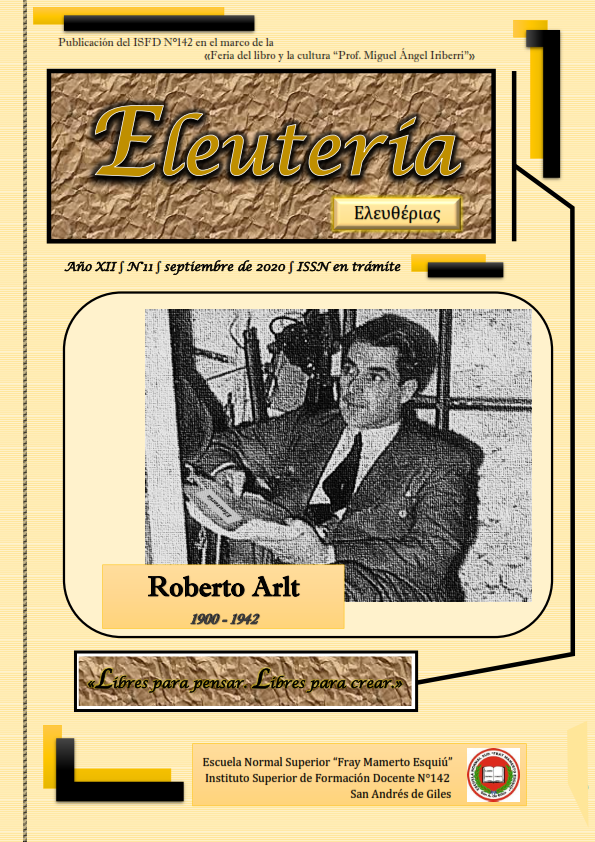 Publicación del ISFD N°142 en el marco de la
«Feria del libro y la cultura “Prof. Miguel Ángel Iriberri”»
Eleutería
Ελευθέριας
Año XII ∫ N°11 ∫ septiembre de 2020 ∫ ISSN en trámite
Roberto Arlt
1900 - 1942
«Libres para pensar. Libres para crear.»
Escuela Normal Superior “Fray Mamerto Esquiú”
Instituto Superior de Formación Docente N°142
San Andrés de Giles